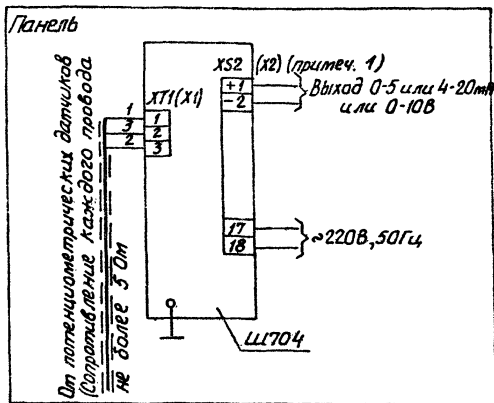 Панель
XS2 (X2) (примеч. 1)
XT1(X1)
+1
-2
Выход 0-5 или 4-20мА
или 0-10В
1
3
2
1
2
3
От потенциометрических датчиков
(Сопротивление каждого провода
не более 5 Ом
17
18
~220В, 50Гц
Ш704